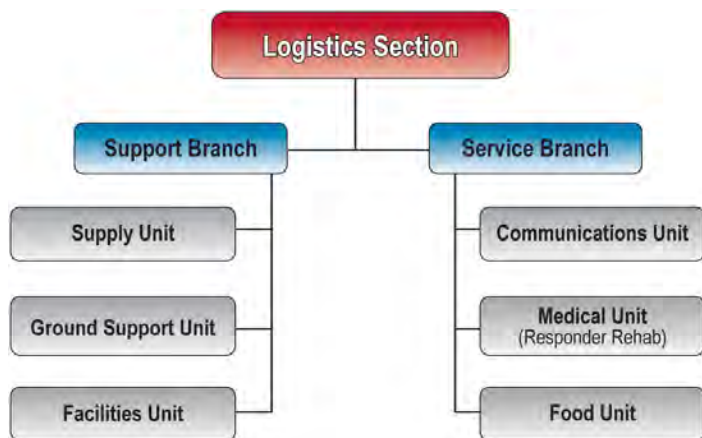 Logistics Section
Support Branch
Service Branch
Supply Unit
Communications Unit
Ground Support Unit
Medical Unit
(Responder Rehab)
Facilities Unit
Food Unit